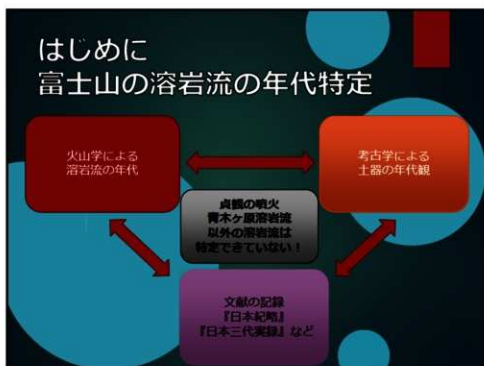 はじめに
富士山の溶岩流の年代特定
火山学による
溶岩流の年代
考古学による
土器の年代観
貞観の噴火
青木ヶ原溶岩流
以外の溶岩流は
特定できていない！
文献の記録
『日本紀略』
『日本三代実録』など